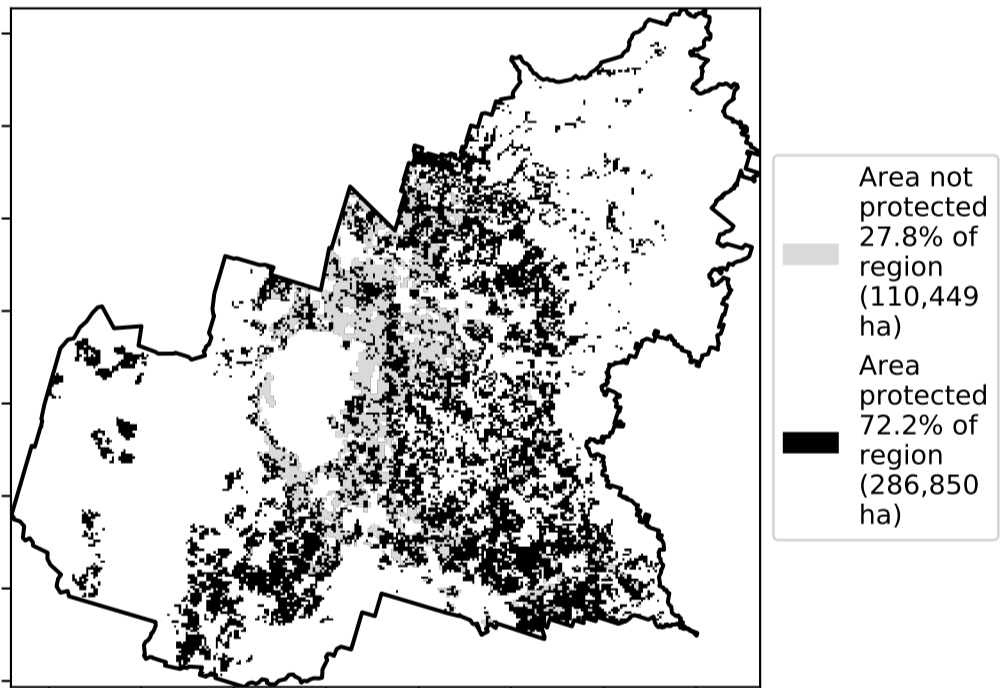 Area not
protected
27.8% of
region
(110,449
ha)
Area
protected
72.2% of
region
(286,850
ha)